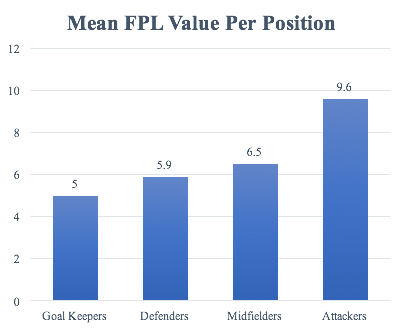 Mean FPL Value Per Position
12
10
8
6
4
2
0
5
5.9
6.5
9.6
Goal Keepers
Defenders
Midfielders
Attackers